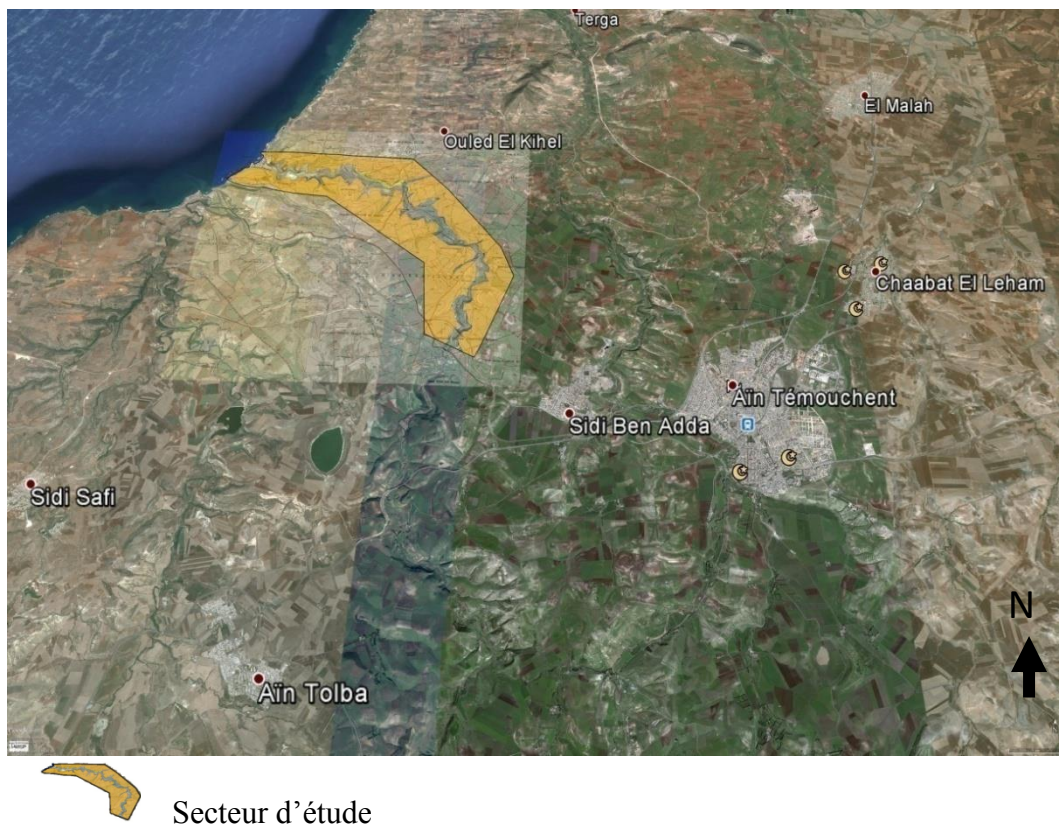 Terga
El Malah
Ouled El Kihel
Chaabat El Leham
Aïn Témouchent
Sidi Ben Adda
Sidi Safi
N
Aïn Tolba
Secteur d’étude